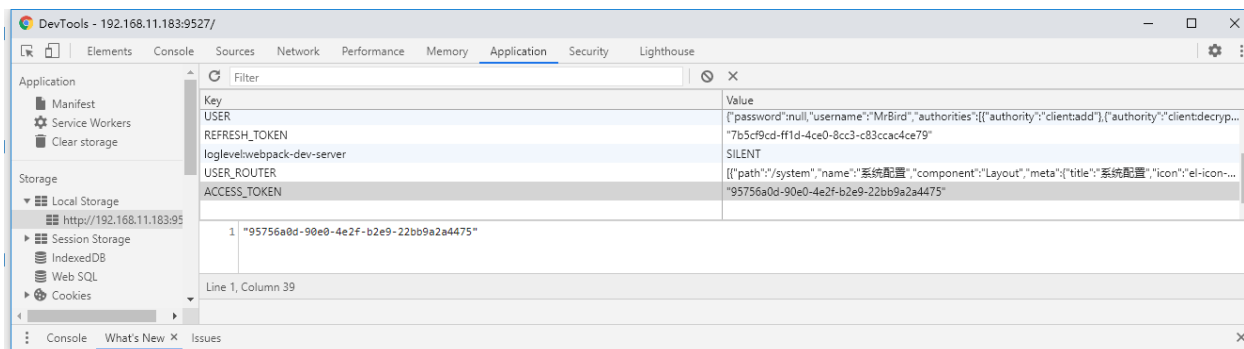 DevTools - 192.168.11.183:9527/
Elements Console Sources Network Performance Memory Application Security Lighthouse
Application
Manifest
Service Workers
Clear storage
Storage
Local Storage
http://192.168.11.183:95
Session Storage
IndexedDB
Web SQL
Cookies
Filter
Key Value
USER {"password":null,"username":"MrBird","authorities":[{"authority":"client:add"},{"authority":"client:decryp...
REFRESH_TOKEN "7b5cf9cd-ff1d-4ce0-8cc3-c83ccac4ce79"
loglevel:webpack-dev-server SILENT
USER_ROUTER [{"path":"/system","name":"系统配置","component":"Layout","meta":{"title":"系统配置","icon":"el-icon-...
ACCESS_TOKEN "95756a0d-90e0-4e2f-b2e9-22bb9a2a4475"
1 "95756a0d-90e0-4e2f-b2e9-22bb9a2a4475"
Line 1, Column 39
Console What's New Issues